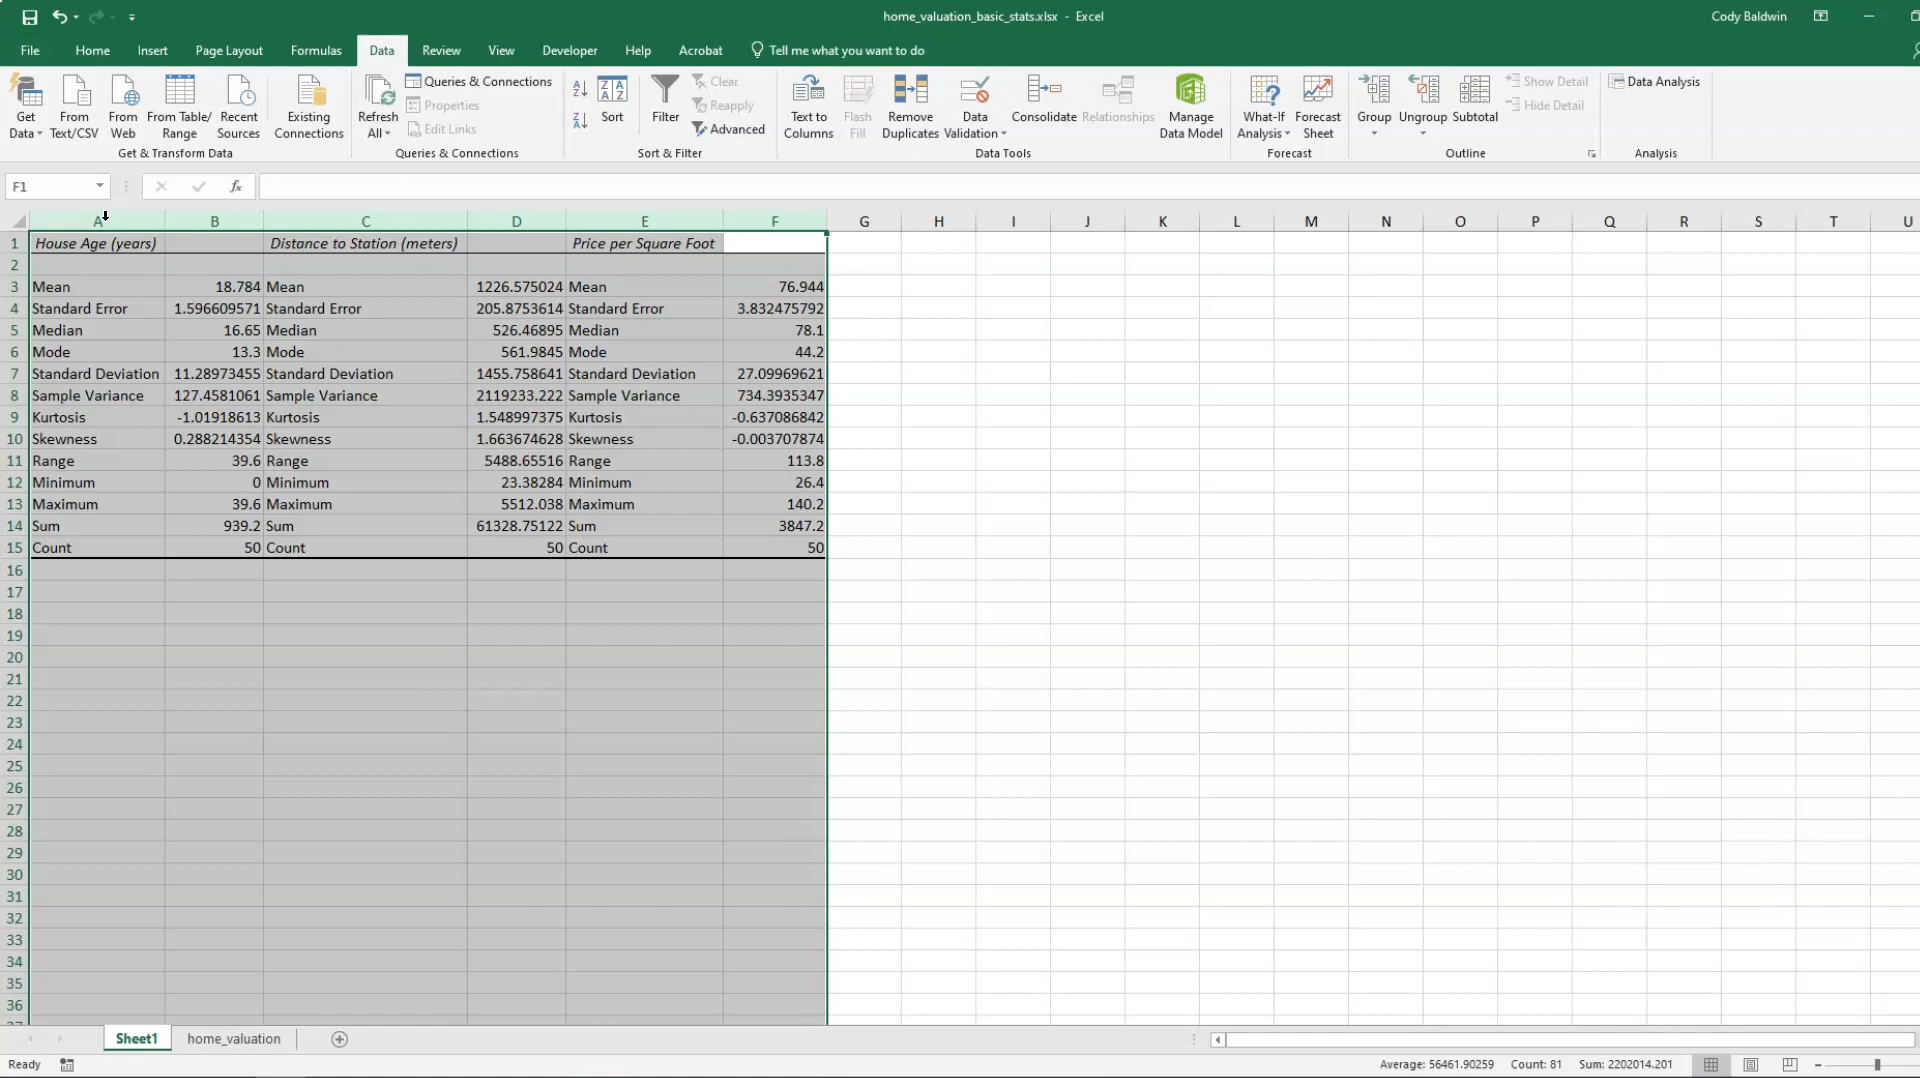 home_valuation_basic_stats.xlsx - Excel
Cody Baldwin
File Home Insert Page Layout Formulas Data Review View Developer Help Acrobat Tell me what you want to do
Get Data
From Text/CSV
From Web
From Table/ Range
Recent Sources
Existing Connections
Get & Transform Data
Refresh All
Queries & Connections
Properties
Edit Links
Queries & Connections
Sort
Filter
Clear
Reapply
Advanced
Sort & Filter
Text to Columns
Flash Fill
Remove Duplicates
Data Validation
Consolidate
Relationships
Manage Data Model
Data Tools
What-If Analysis
Forecast Sheet
Forecast
Group
Ungroup
Subtotal
Show Detail
Hide Detail
Outline
Data Analysis
Analysis
F1 fx
A B C D E F G H I J K L M N O P Q R S T U
1 House Age (years) Distance to Station (meters) Price per Square Foot
2
3 Mean 18.784 Mean 1226.575024 Mean 76.944
4 Standard Error 1.596609571 Standard Error 205.8753614 Standard Error 3.832475792
5 Median 16.65 Median 526.46895 Median 78.1
6 Mode 13.3 Mode 561.9845 Mode 44.2
7 Standard Deviation 11.28973455 Standard Deviation 1455.758641 Standard Deviation 27.09969621
8 Sample Variance 127.4581061 Sample Variance 2119233.222 Sample Variance 734.3935347
9 Kurtosis -1.01918613 Kurtosis 1.548997375 Kurtosis -0.637086842
10 Skewness 0.288214354 Skewness 1.663674628 Skewness -0.003707874
11 Range 39.6 Range 5488.65516 Range 113.8
12 Minimum 0 Minimum 23.38284 Minimum 26.4
13 Maximum 39.6 Maximum 5512.038 Maximum 140.2
14 Sum 939.2 Sum 61328.75122 Sum 3847.2
15 Count 50 Count 50 Count 50
16
17
18
19
20
21
22
23
24
25
26
27
28
29
30
31
32
33
34
35
36
Sheet1 home_valuation
Ready Average: 56461.90259 Count: 81 Sum: 2202014.201